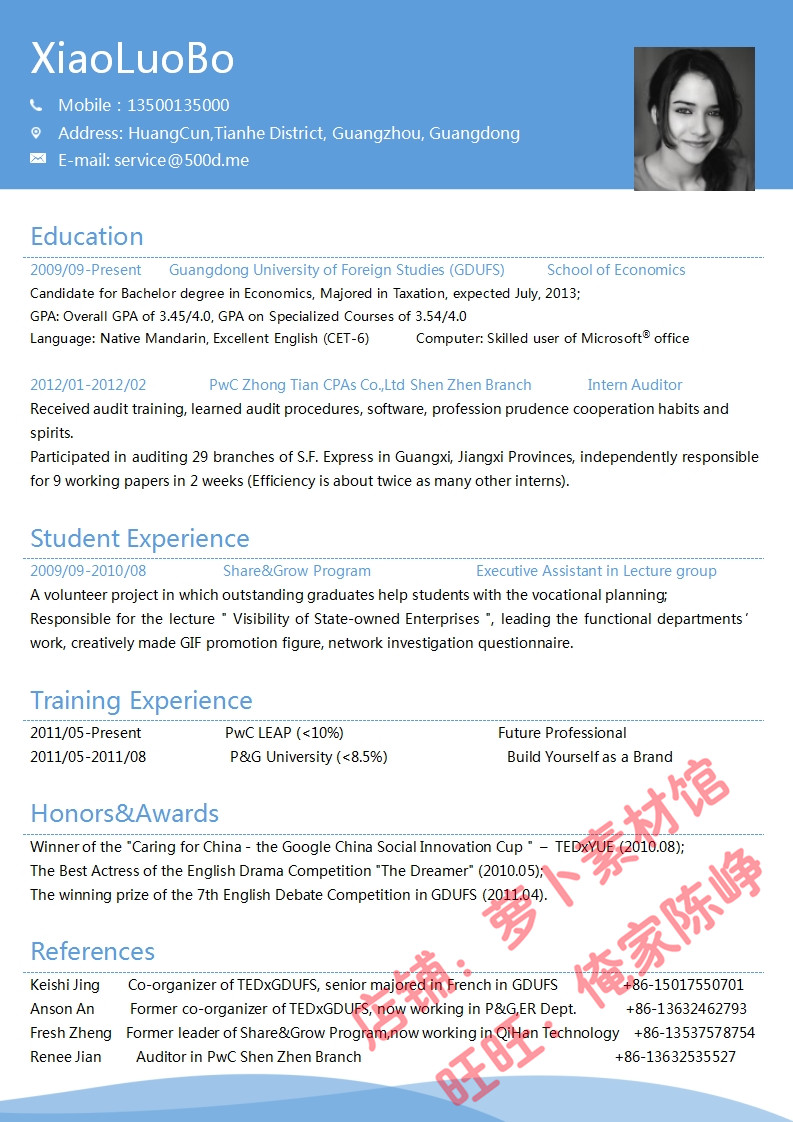 XiaoLuoBo
Mobile：13500135000
Address: HuangCun,Tianhe District, Guangzhou, Guangdong
E-mail: service@500d.me
Education
2009/09-Present Guangdong University of Foreign Studies (GDUFS) School of Economics
Candidate for Bachelor degree in Economics, Majored in Taxation, expected July, 2013;
GPA: Overall GPA of 3.45/4.0, GPA on Specialized Courses of 3.54/4.0
Language: Native Mandarin, Excellent English (CET-6) Computer: Skilled user of Microsoft® office
2012/01-2012/02 PwC Zhong Tian CPAs Co.,Ltd Shen Zhen Branch Intern Auditor
Received audit training, learned audit procedures, software, profession prudence cooperation habits and
spirits.
Participated in auditing 29 branches of S.F. Express in Guangxi, Jiangxi Provinces, independently responsible
for 9 working papers in 2 weeks (Efficiency is about twice as many other interns).
Student Experience
2009/09-2010/08 Share&Grow Program Executive Assistant in Lecture group
A volunteer project in which outstanding graduates help students with the vocational planning;
Responsible for the lecture " Visibility of State-owned Enterprises ", leading the functional departments'
work, creatively made GIF promotion figure, network investigation questionnaire.
Training Experience
2011/05-Present PwC LEAP (<10%) Future Professional
2011/05-2011/08 P&G University (<8.5%) Build Yourself as a Brand
Honors&Awards
Winner of the "Caring for China - the Google China Social Innovation Cup " – TEDxYUE (2010.08);
The Best Actress of the English Drama Competition "The Dreamer" (2010.05);
The winning prize of the 7th English Debate Competition in GDUFS (2011.04).
References
Keishi Jing Co-organizer of TEDxGDUFS, senior majored in French in GDUFS +86-15017550701
Anson An Former co-organizer of TEDxGDUFS, now working in P&G,ER Dept. +86-13632462793
Fresh Zheng Former leader of Share&Grow Program,now working in QiHan Technology +86-13537578754
Renee Jian Auditor in PwC Shen Zhen Branch +86-13632535527
店铺：萝卜素材馆
旺旺：俺家陈峥